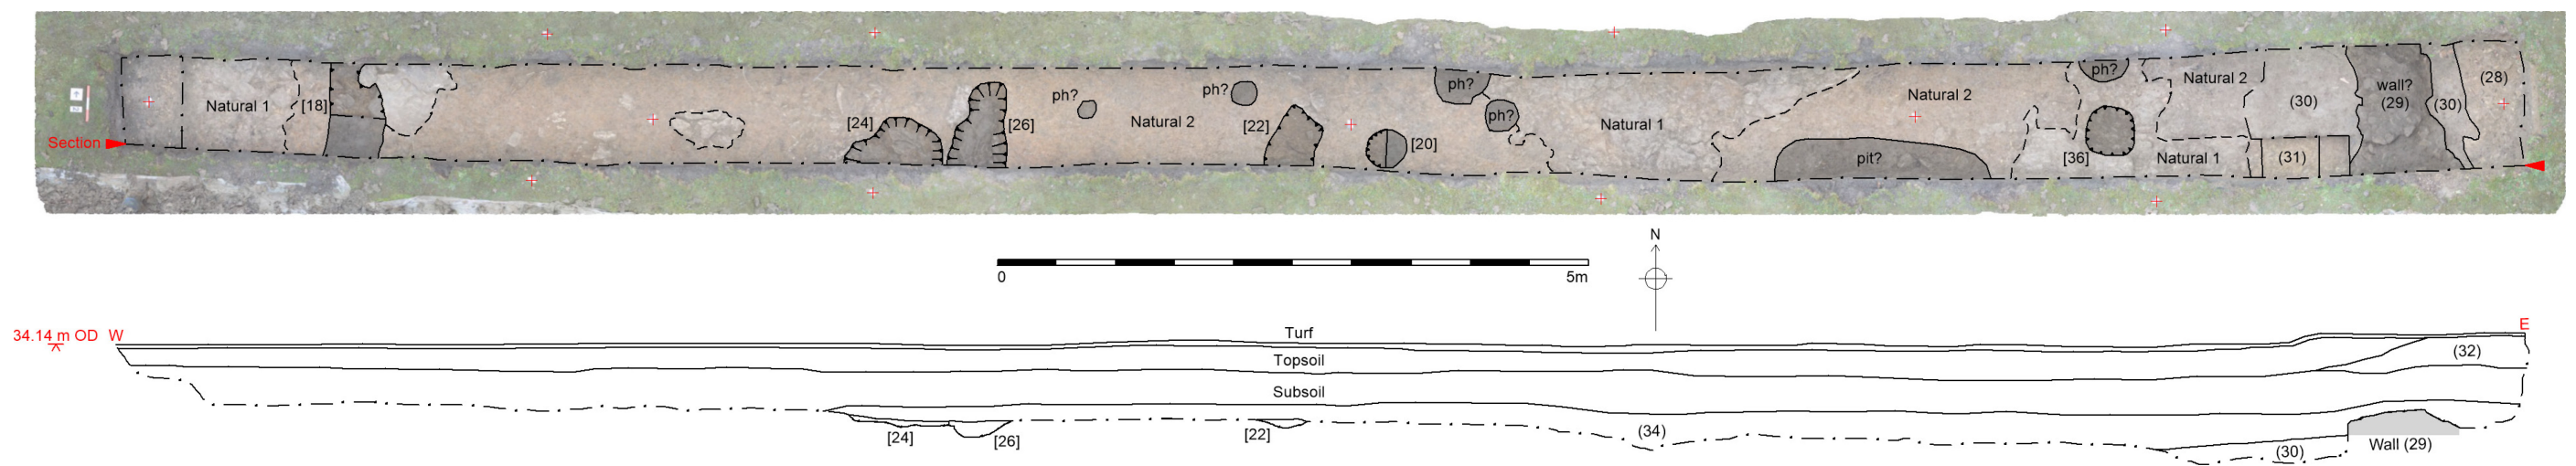 ph?
Natural 2
(28)
ph?
wall?
ph?
ph?
Natural 2
Natural 1
[18]
(30)
(29)
(30)
ph?
[24]
[26]
Natural 2
[22]
Natural 1
Section
[20]
pit?
[36]
Natural 1
(31)
N
0
5m
34.14 m OD W
Turf
E
Topsoil
(32)
Subsoil
[24]
[26]
[22]
(34)
(30)
Wall (29)